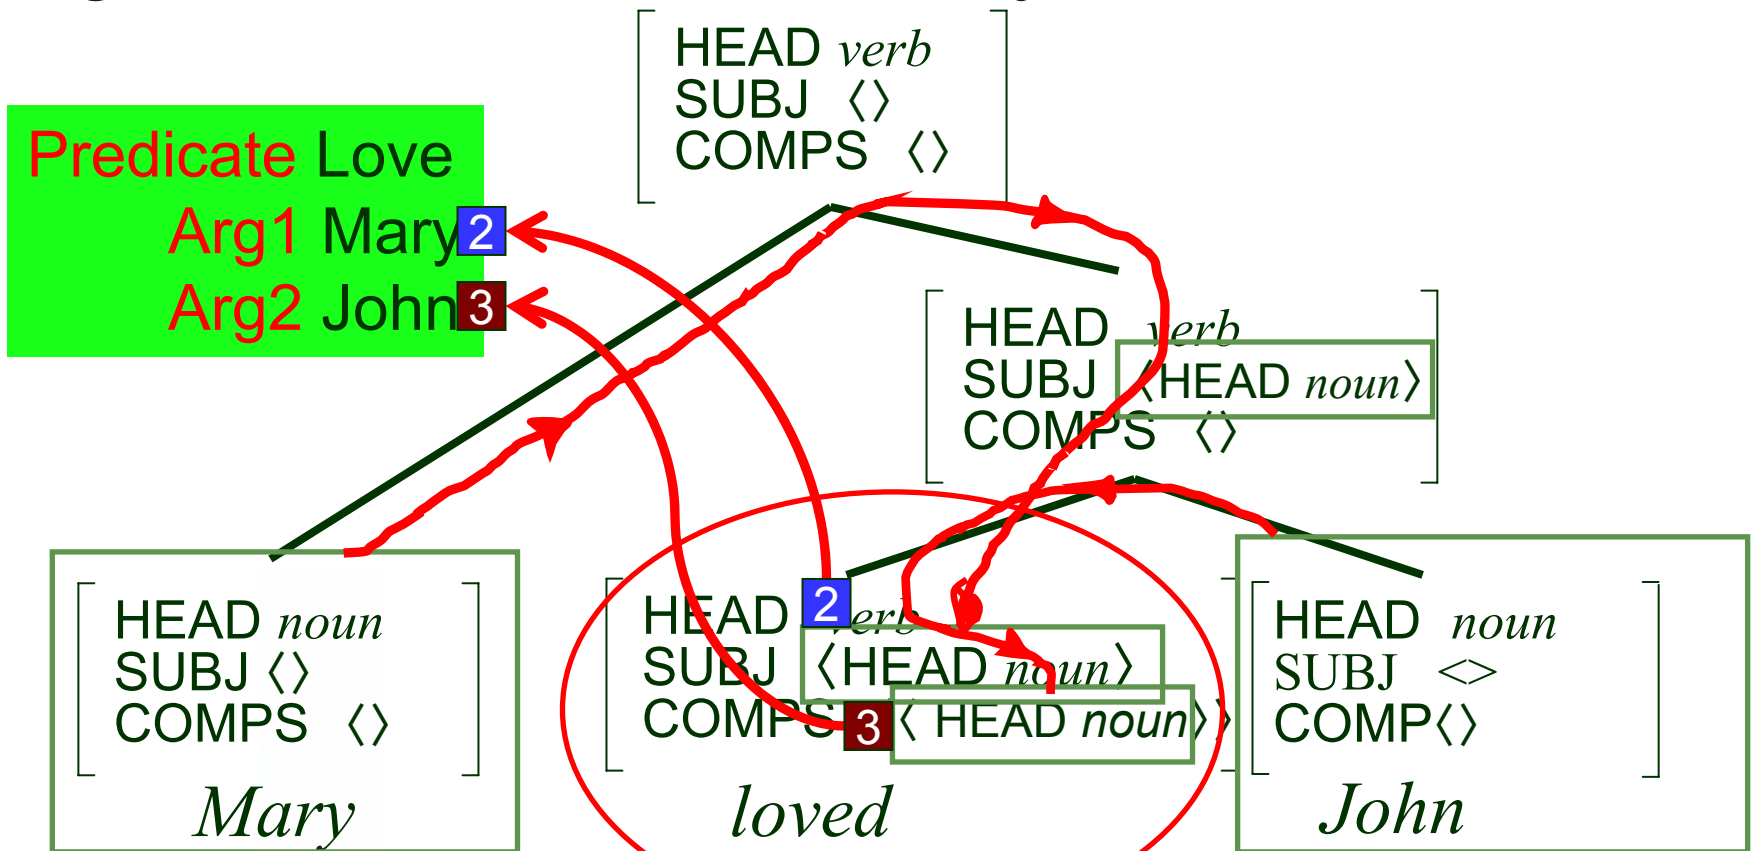 HEAD verb
SUBJ 〈〉
COMPS 〈〉
Predicate Love
Arg1 Mary 2
Arg2 John 3
HEAD verb
SUBJ 〈HEAD noun〉
COMPS 〈〉
HEAD noun
SUBJ 〈〉
COMPS 〈〉
Mary
HEAD verb
2
SUBJ 〈HEAD noun〉
COMPS 3 〈 HEAD noun〉〉
loved
HEAD noun
SUBJ <>
COMP〈〉
John